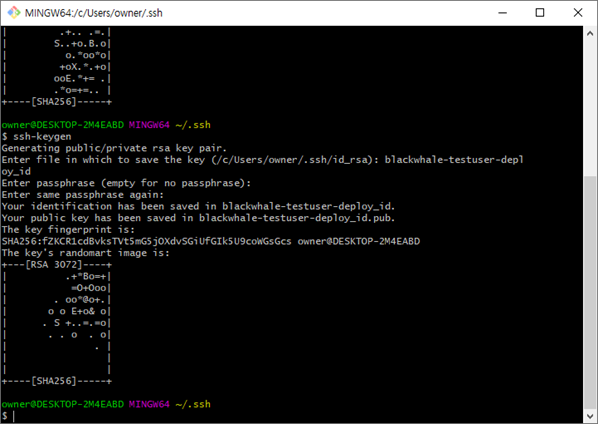 MINGW64:/c/Users/owner/.ssh
|        .+.. .=.|
|       S..+o.B.o|
|         o.*oo*o|
|        +oX.*.+o|
|       ooE.*+= .|
|       .*o=+=.. |
+----[SHA256]-----+
owner@DESKTOP-2M4EABD MINGW64 ~/.ssh
$ ssh-keygen
Generating public/private rsa key pair.
Enter file in which to save the key (/c/Users/owner/.ssh/id_rsa): blackwhale-testuser-depl
oy_id
Enter passphrase (empty for no passphrase):
Enter same passphrase again:
Your identification has been saved in blackwhale-testuser-deploy_id.
Your public key has been saved in blackwhale-testuser-deploy_id.pub.
The key fingerprint is:
SHA256:fZKCR1cdBvksTVt5mG5jOXdvSGiUfGIk5U9coWGsGcs owner@DESKTOP-2M4EABD
The key's randomart image is:
+---[RSA 3072]----+
|         .+*Bo=+|
|          =O+Ooo|
|       . oo*@o+.|
|      o o E+o& o|
|     . S +..=.=o|
|      . . o  . o|
|             . |
|               |
|               |
+----[SHA256]-----+
owner@DESKTOP-2M4EABD MINGW64 ~/.ssh
$